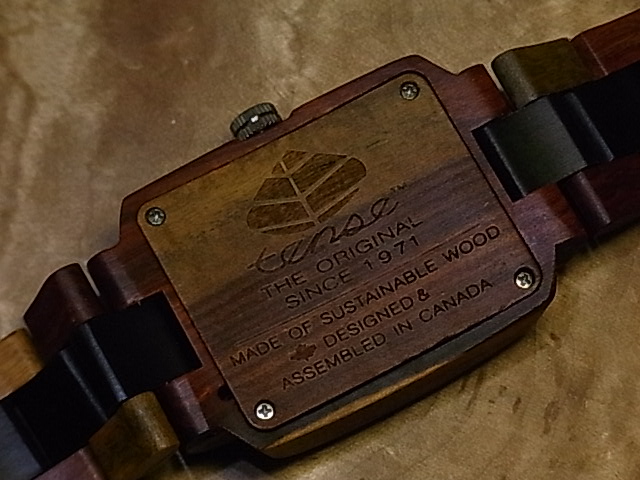 tense™
THE ORIGINAL
SINCE 1971
MADE OF SUSTAINABLE WOOD
DESIGNED &
ASSEMBLED IN CANADA